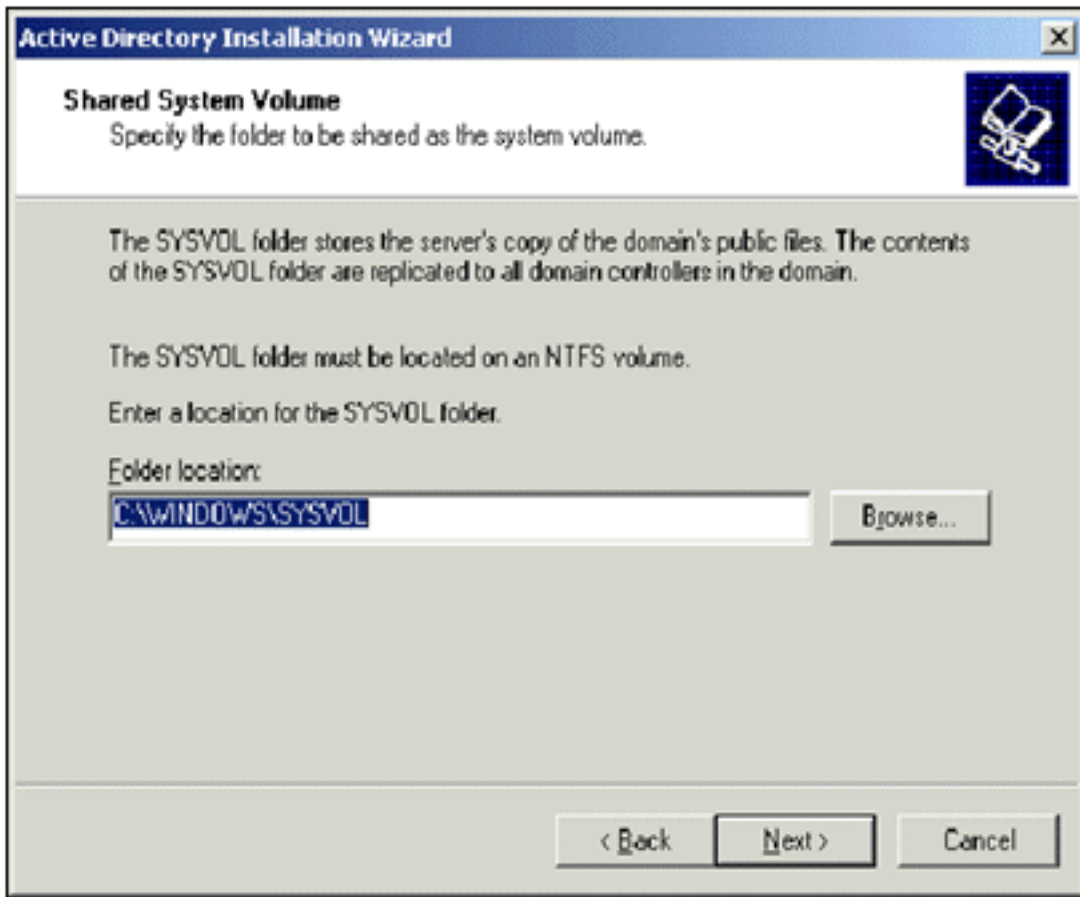 Active Directory Installation Wizard
Shared System Volume
Specify the folder to be shared as the system volume.
The SYSVOL folder stores the server's copy of the domain's public files. The contents
of the SYSVOL folder are replicated to all domain controllers in the domain.
The SYSVOL folder must be located on an NTFS volume.
Enter a location for the SYSVOL folder.
Folder location:
C:\WINDOWS\SYSVOL
Browse...
< Back
Next >
Cancel